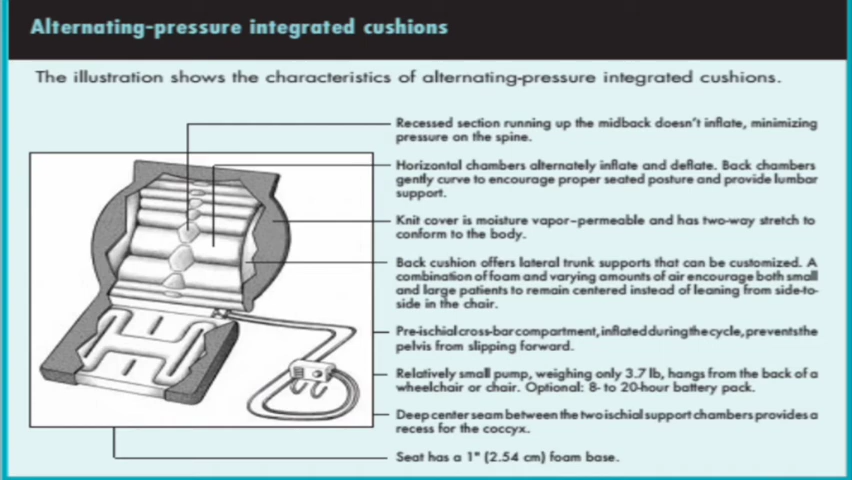 Alternating-pressure integrated cushions
The illustration shows the characteristics of alternating-pressure integrated cushions.
Recessed section running up the midback doesn't inflate, minimizing
pressure on the spine.
Horizontal chambers alternately inflate and deflate. Back chambers
gently curve to encourage proper seated posture and provide lumbar
support.
Knit cover is moisture vapor–permeable and has two-way stretch to
conform to the body.
Back cushion offers lateral trunk supports that can be customized. A
combination of foam and varying amounts of air encourage both small
and large patients to remain centered instead of leaning from side-to-
side in the chair.
Pre-ischial cross-bar compartment, inflated during the cycle, prevents the
pelvis from slipping forward.
Relatively small pump, weighing only 3.7 lb, hangs from the back of a
wheelchair or chair. Optional: 8- to 20-hour battery pack.
Deep center seam between the two ischial support chambers provides a
recess for the coccyx.
Seat has a 1" (2.54 cm) foam base.